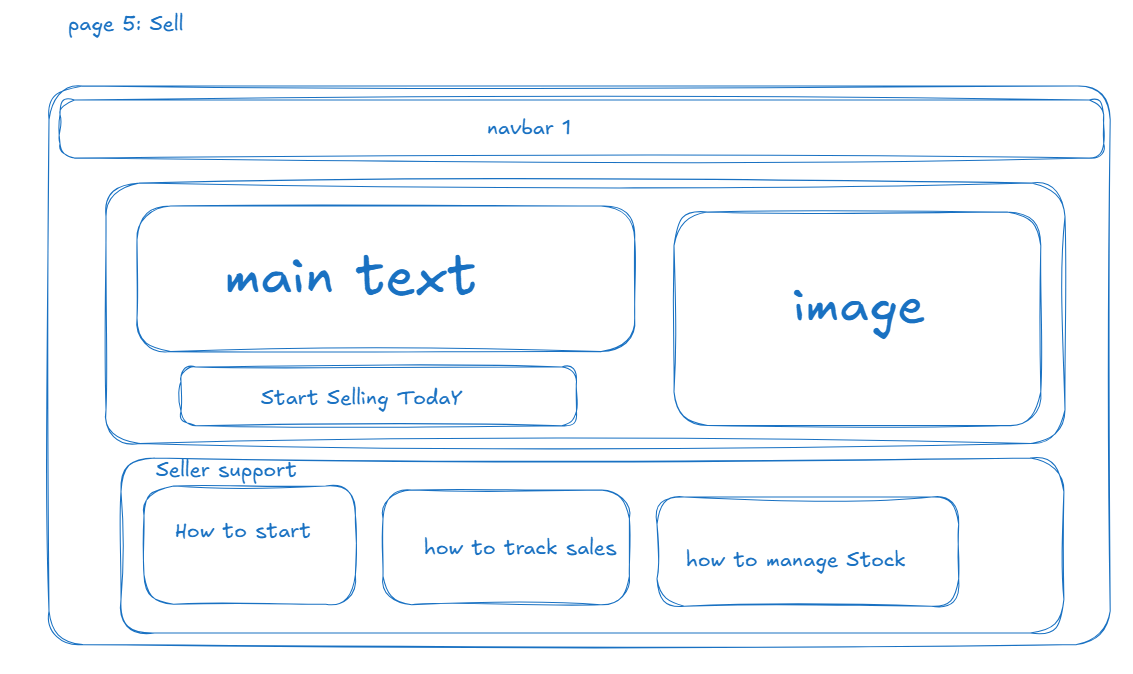 page 5: Sell
navbar 1
main text
image
Start Selling TodaY
Seller support
How to start
how to track sales
how to manage Stock